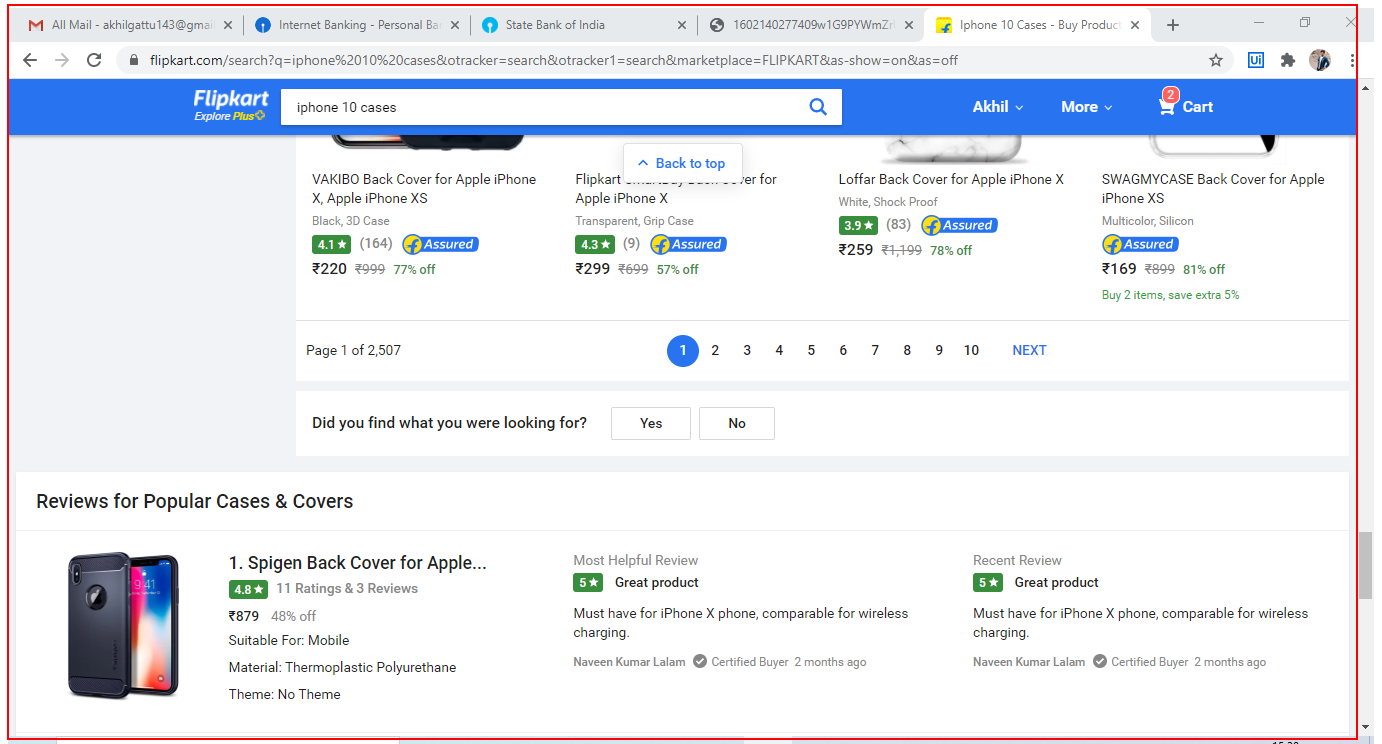 All Mail - akhilgattu143@gmai
Internet Banking - Personal Ba
State Bank of India
1602140277409w1G9PYWmZr
Iphone 10 Cases - Buy Product
flipkart.com/search?q=iphone%2010%20cases&otracker=search&otracker1=search&marketplace=FLIPKART&as-show=on&as=off
Ui
Flipkart
Explore Plus
iphone 10 cases
Akhil
More
2
Cart
Back to top
VAKIBO Back Cover for Apple iPhone
X, Apple iPhone XS
Black, 3D Case
4.1★ (164) Assured
₹220 ₹999 77% off
Flipkart SmartBuy Back Cover for
Apple iPhone X
Transparent, Grip Case
4.3★ (9) Assured
₹299 ₹699 57% off
Loffar Back Cover for Apple iPhone X
White, Shock Proof
3.9★ (83) Assured
₹259 ₹1,199 78% off
SWAGMYCASE Back Cover for Apple
iPhone XS
Multicolor, Silicon
Assured
₹169 ₹899 81% off
Buy 2 items, save extra 5%
Page 1 of 2,507
1 2 3 4 5 6 7 8 9 10 NEXT
Did you find what you were looking for? Yes No
Reviews for Popular Cases & Covers
9:41
1. Spigen Back Cover for Apple...
4.8★ 11 Ratings & 3 Reviews
₹879 48% off
Suitable For: Mobile
Material: Thermoplastic Polyurethane
Theme: No Theme
Most Helpful Review
5★ Great product
Must have for iPhone X phone, comparable for wireless
charging.
Naveen Kumar Lalam Certified Buyer 2 months ago
Recent Review
5★ Great product
Must have for iPhone X phone, comparable for wireless
charging.
Naveen Kumar Lalam Certified Buyer 2 months ago